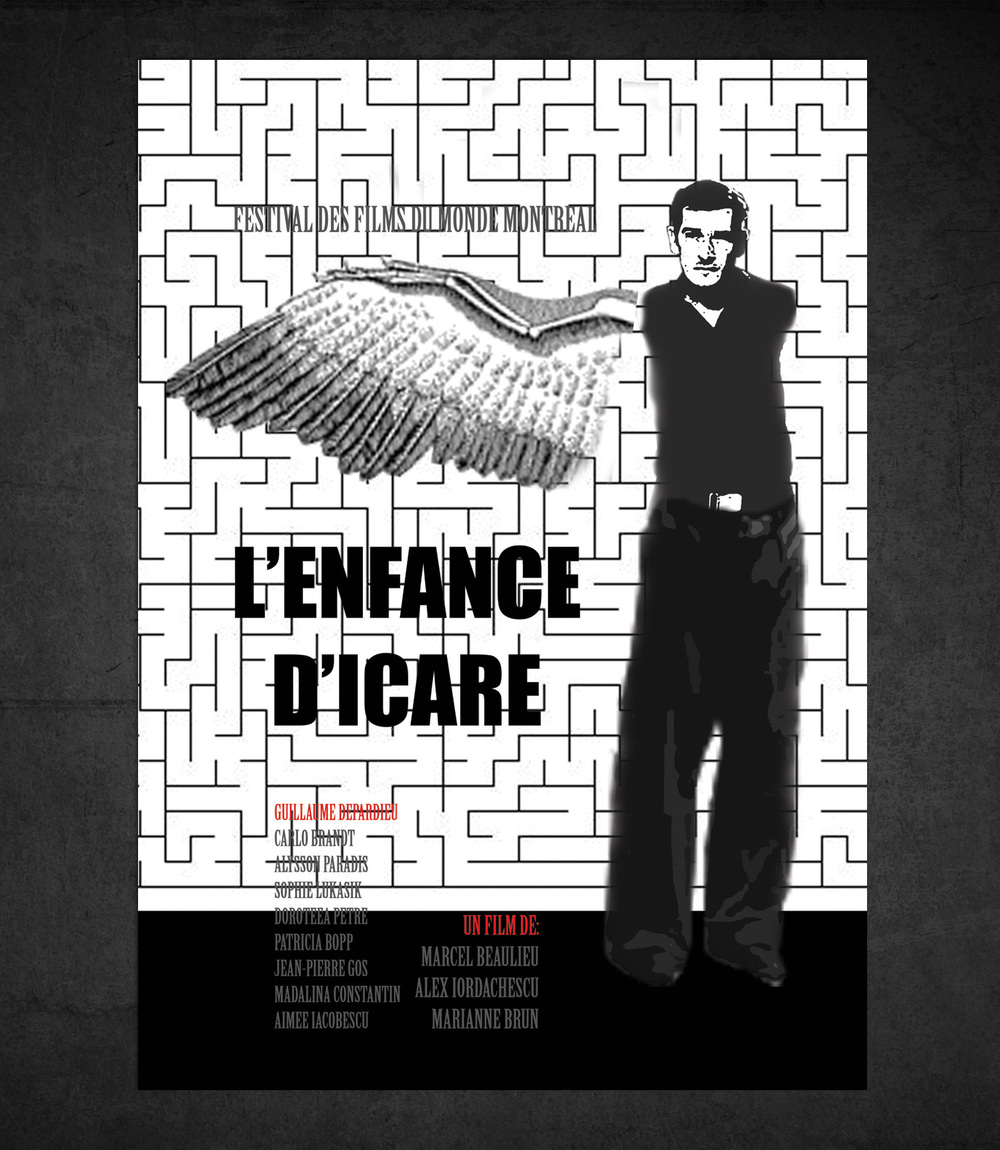 FESTIVAL DES FILMS DU MONDE MONTREAL
L'ENFANCE
D'ICARE
GUILLAUME DEPARDIEU
CARLO BRANDT
ALYSSON PARADIS
SOPHIE LUKASIK
DOROTEEA PETRE
PATRICIA BOPP
JEAN-PIERRE GOS
MADALINA CONSTANTIN
AIMEE IACOBESCU
UN FILM DE:
MARCEL BEAULIEU
ALEX IORDACHESCU
MARIANNE BRUN